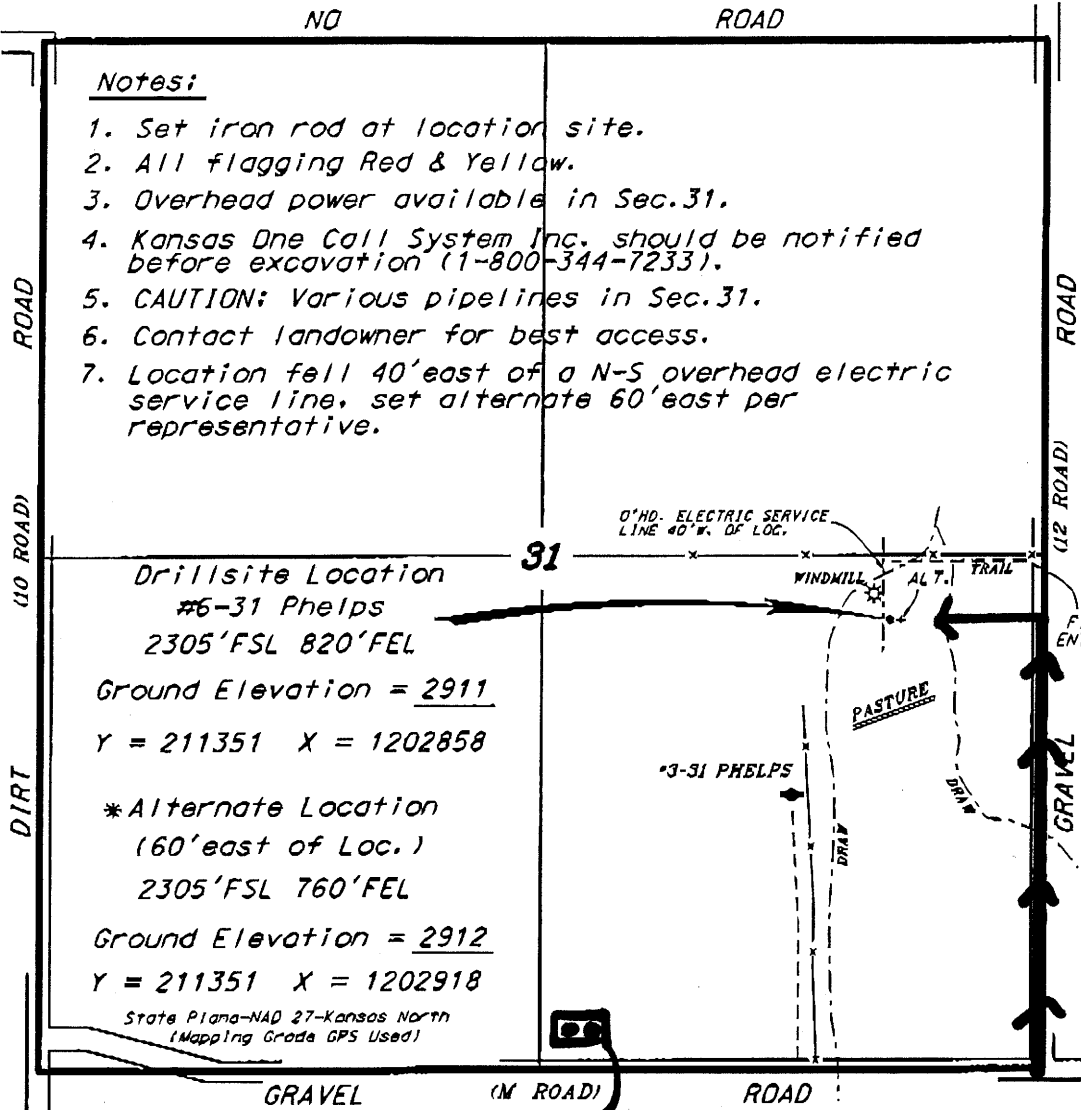 NO ROAD
Notes:
1. Set iron rod at location site.
2. All flagging Red & Yellow.
3. Overhead power available in Sec.31.
4. Kansas One Call System Inc. should be notified
before excavation (1-800-344-7233).
5. CAUTION: Various pipelines in Sec.31.
6. Contact landowner for best access.
7. Location fell 40'east of a N-S overhead electric
service line, set alternate 60'east per
representative.
ROAD
(10 ROAD)
DIRT
ROAD
(12 ROAD)
GRAVEL
O'HD. ELECTRIC SERVICE
LINE 40'W. OF LOC.
31
WINDMILL
ALT.
TRAIL
F
EN
Drillsite Location
#6-31 Phelps
2305'FSL 820'FEL
Ground Elevation = 2911
Y = 211351 X = 1202858
PASTURE
#3-31 PHELPS
DRAW
DRAW
*Alternate Location
(60'east of Loc.)
2305'FSL 760'FEL
Ground Elevation = 2912
Y = 211351 X = 1202918
State Plane-NAD 27-Kansas North
(Mapping Grade GPS Used)
GRAVEL (M ROAD) ROAD